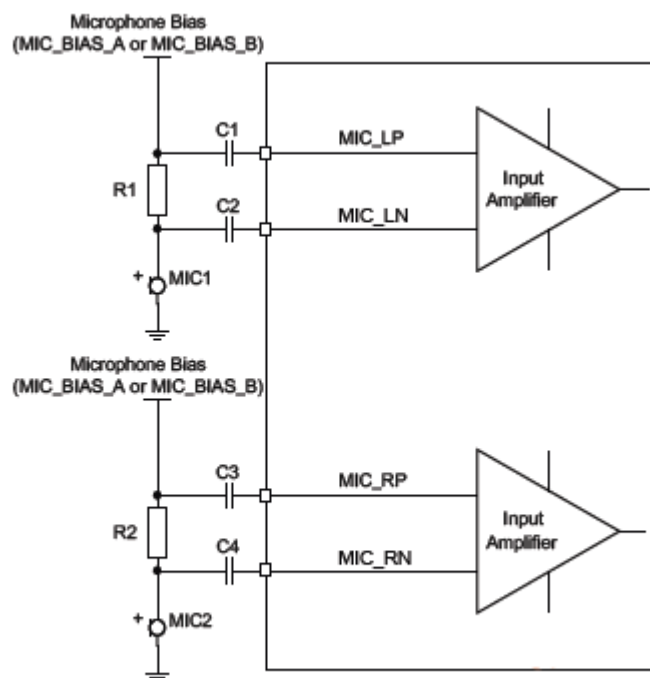 Microphone Bias
(MIC_BIAS_A or MIC_BIAS_B)
C1
MIC_LP
R1
Input
Amplifier
C2
MIC_LN
+
MIC1
Microphone Bias
(MIC_BIAS_A or MIC_BIAS_B)
C3
MIC_RP
R2
Input
Amplifier
C4
MIC_RN
+
MIC2